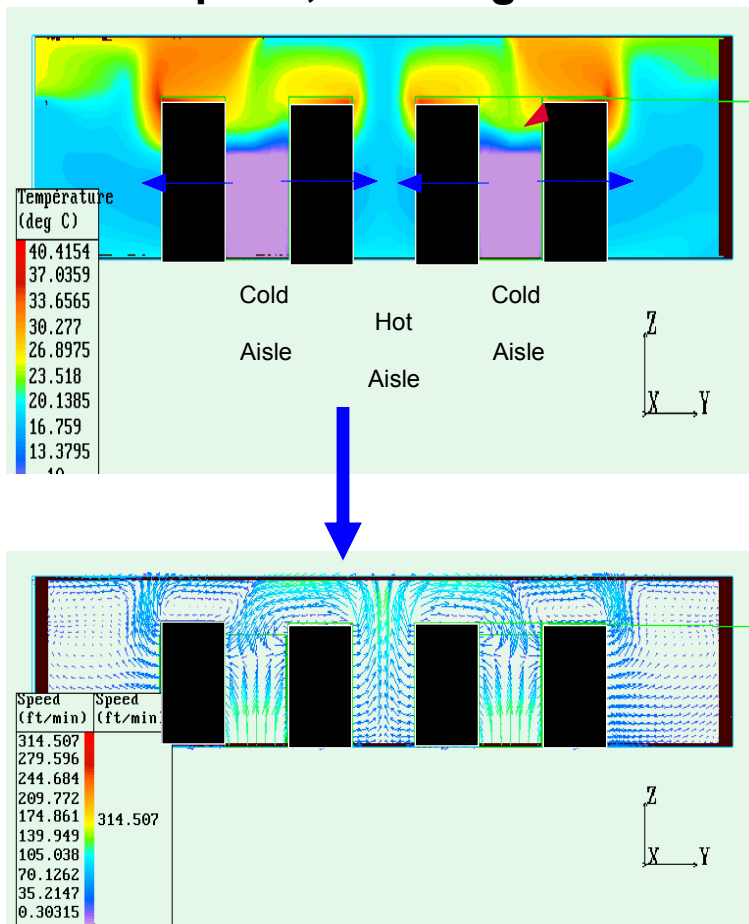 Température
(deg C)
40.4154
37.0359
33.6565
30.277
26.8975
23.518
20.1385
16.759
13.3795
10
Cold
Aisle
Hot
Aisle
Cold
Aisle
Z
X Y
Speed Speed
(ft/min) (ft/min
314.507
279.596
244.684
209.772
174.861
139.949
105.038
70.1262
35.2147
0.30315
314.507
Z
X Y